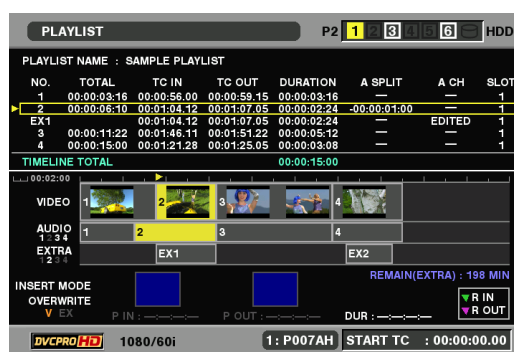 PLAYLIST P2 1 2 3 4 5 6 HDD
PLAYLIST NAME : SAMPLE PLAYLIST
NO. TOTAL TC IN TC OUT DURATION A SPLIT A CH SLOT
1 00:00:03:16 00:00:56.00 00:00:59.15 00:00:03:16 — — 1
2 00:00:06:10 00:01:04.12 00:01:07.05 00:00:02:24 -00:00:01:00 — 1
EX1 00:01:04.12 00:01:07.05 00:00:02:24 EDITED 1
3 00:00:11:22 00:01:46.11 00:01:51.22 00:00:05:12 — — 1
4 00:00:15:00 00:01:21.28 00:01:25.05 00:00:03:08 — — 1
TIMELINE TOTAL 00:00:15:00
00:02:00
VIDEO 1 2 3 4
AUDIO 1 2 3 4
1 2 3 4
EXTRA EX1 EX2
1 2 3 4
REMAIN(EXTRA) : 198 MIN
INSERT MODE
OVERWRITE
V EX
P IN : —:—:—:—
P OUT : —:—:—:—
DUR : —:—:—:—
R IN
R OUT
DVCPRO HD 1080/60i 1: P007AH START TC : 00:00:00.00